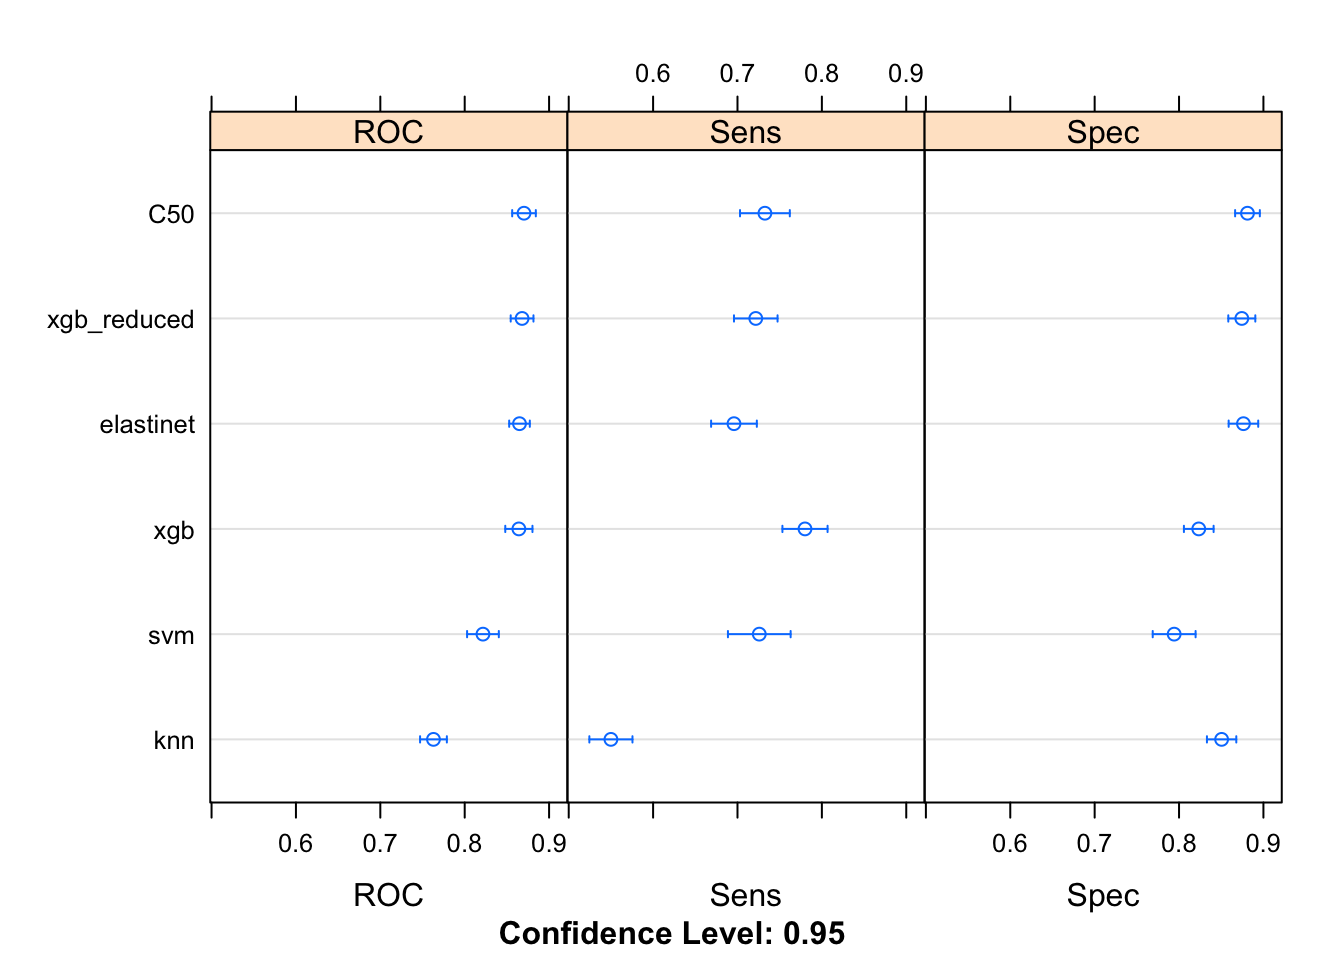 0.6 0.7 0.8 0.9
ROC Sens Spec
C50
xgb_reduced
elastinet
xgb
svm
knn
0.6 0.7 0.8 0.9 0.6 0.7 0.8 0.9
ROC Sens Spec
Confidence Level: 0.95